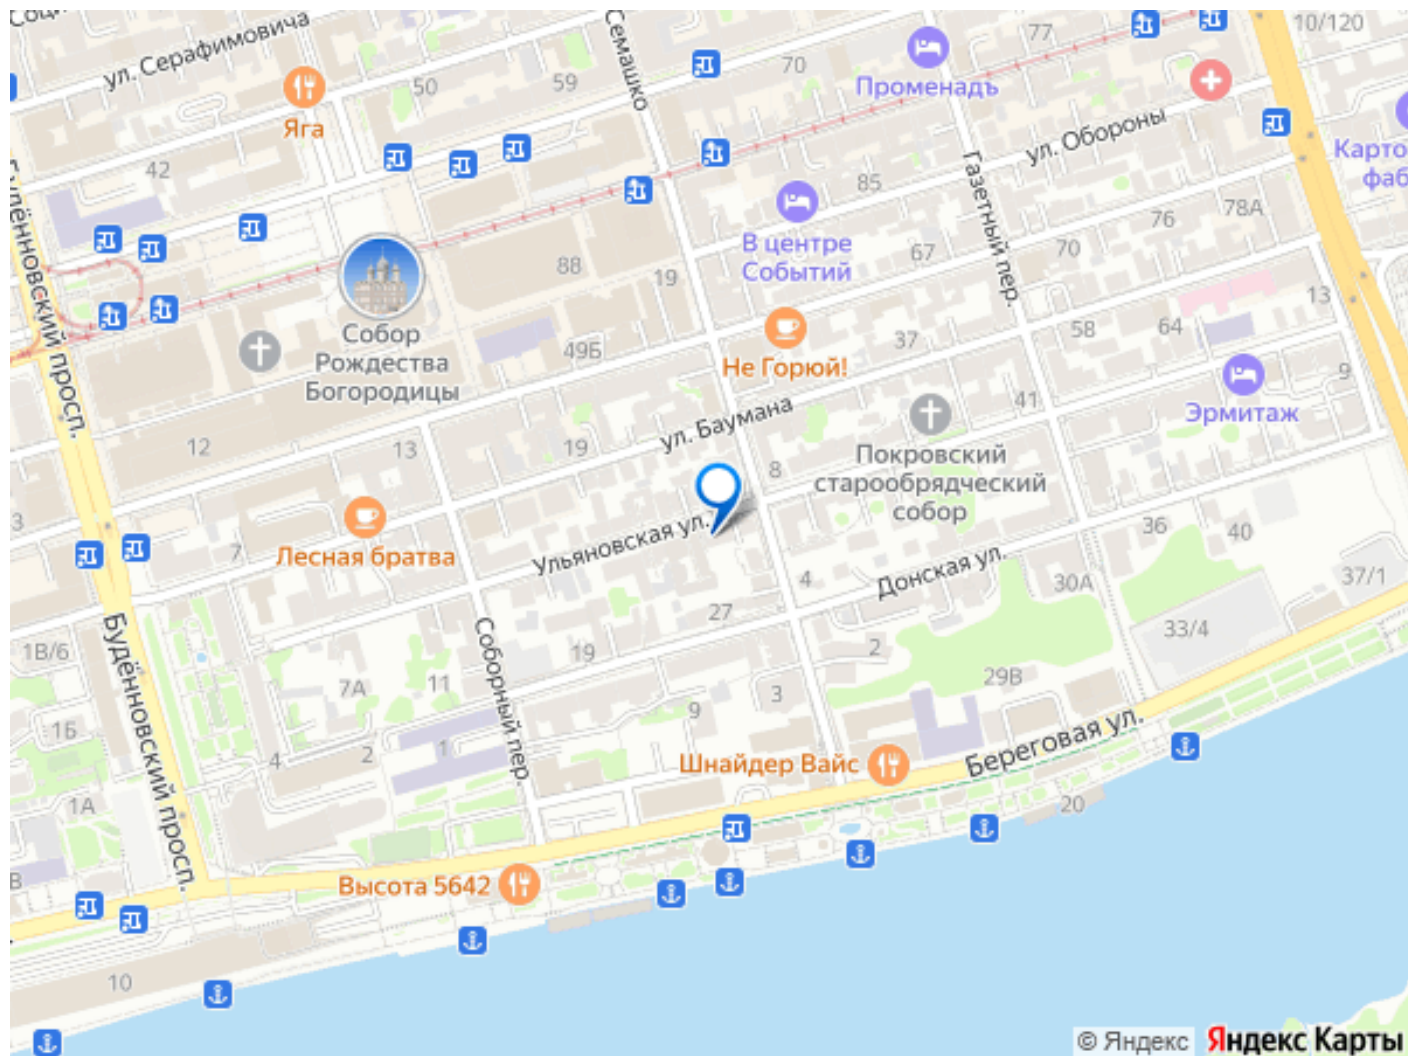 ул. Серафимовича
Семашко
10/120
77
70
59
50
Променадъ
Яга
ул. Обороны
Карто
фаб
42
85
Газетный пер.
76
78А
В центре
Событий
67
70
88
19
13
Собор
Рождества
Богородицы
49Б
37
58
64
Не Горюй!
9
Эрмитаж
41
ул. Баумана
Будённовский просп.
12
13
19
8
Покровский
старообрядческий
собор
3
7
Лесная братва
Ульяновская ул.
36
40
Донская ул.
4
30А
37/1
27
33/4
1В/6
Соборный пер.
19
2
7А
11
29В
3
9
1Б
4
2
1
Шнайдер Вайс
Береговая ул.
Будённовский просп.
1А
20
В
Высота 5642
10
© Яндекс
Яндекс Карты